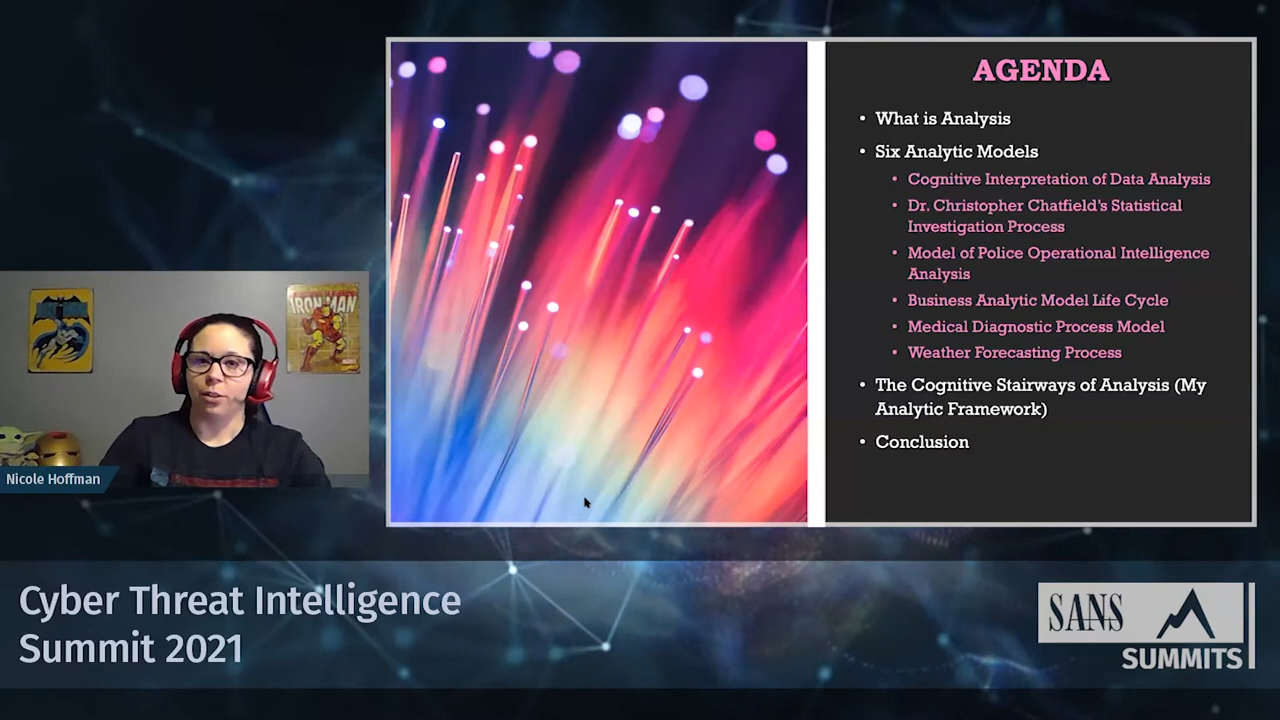 AGENDA
• What is Analysis
• Six Analytic Models
• Cognitive Interpretation of Data Analysis
• Dr. Christopher Chatfield's Statistical
Investigation Process
• Model of Police Operational Intelligence
Analysis
• Business Analytic Model Life Cycle
• Medical Diagnostic Process Model
• Weather Forecasting Process
• The Cognitive Stairways of Analysis (My
Analytic Framework)
• Conclusion
IRON MAN
Nicole Hoffman
Cyber Threat Intelligence
Summit 2021
SANS
SUMMITS